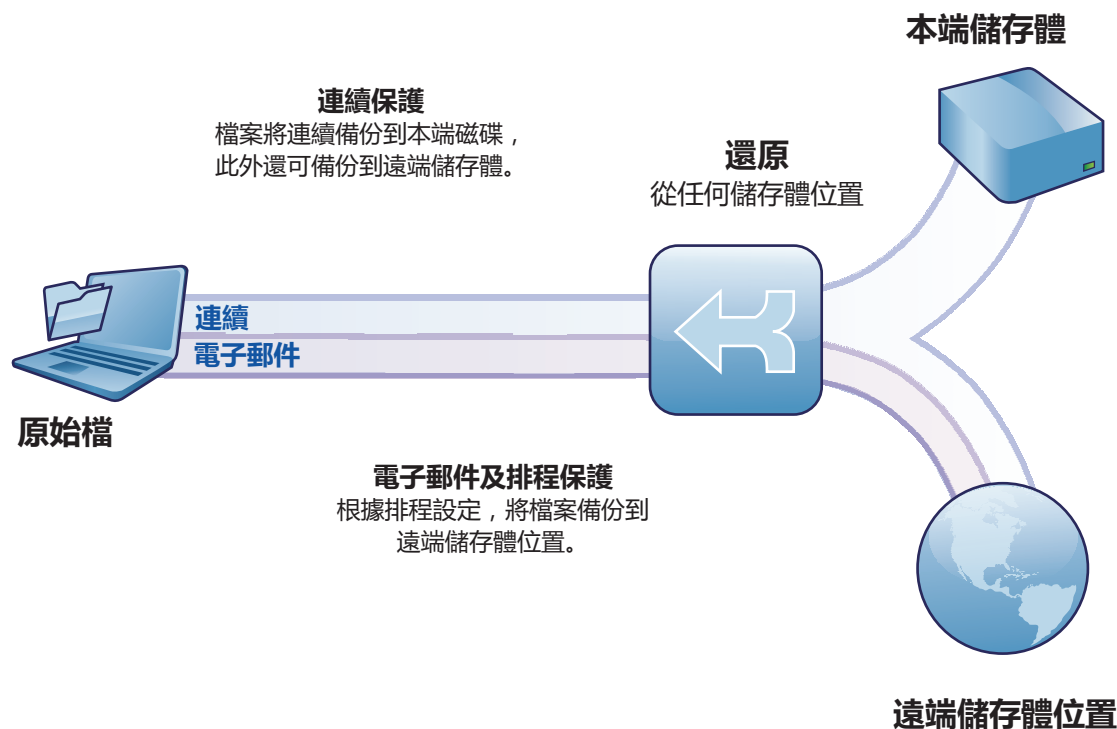 本端儲存體
連續保護
檔案將連續備份到本端磁碟，
此外還可備份到遠端儲存體。
還原
從任何儲存體位置
連續
電子郵件
原始檔
電子郵件及排程保護
根據排程設定，將檔案備份到
遠端儲存體位置。
遠端儲存體位置